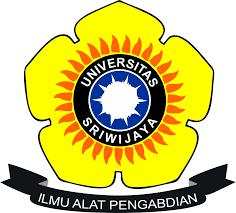 UNIVERSITAS
SRIWIJAYA
ILMU ALAT PENGABDIAN